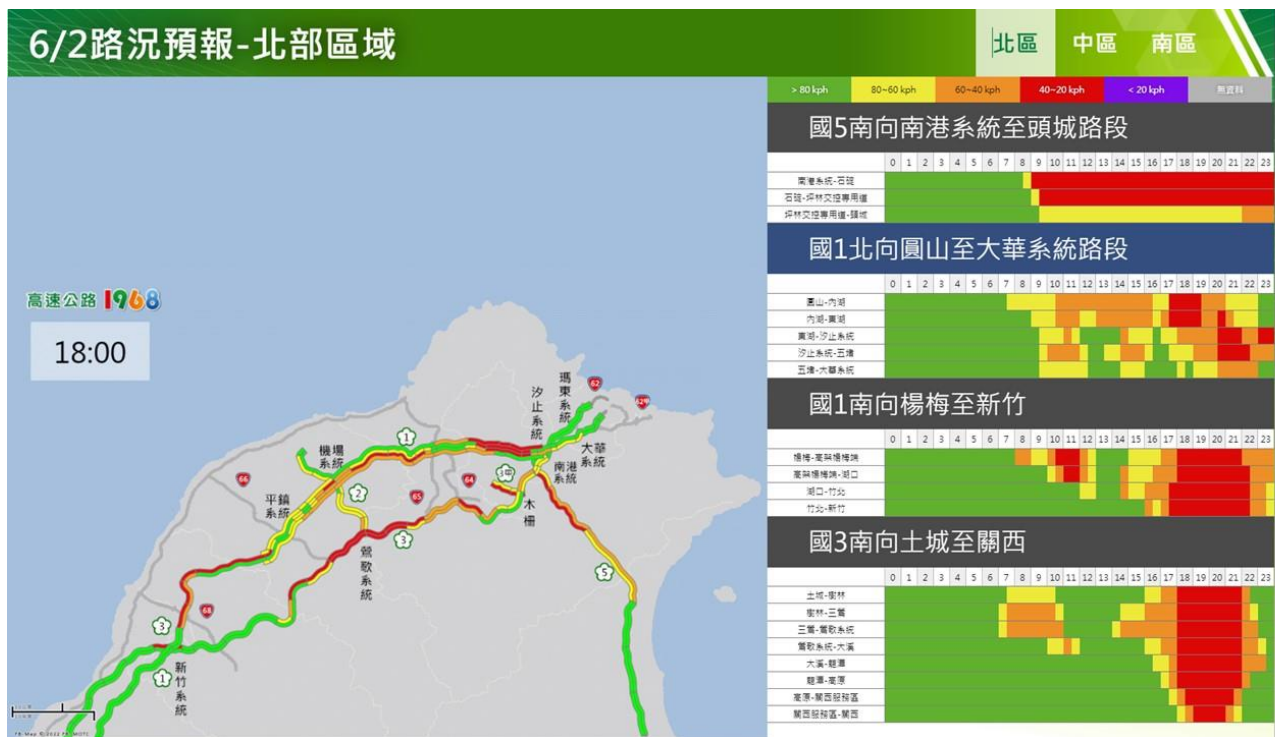 6/2路況預報-北部區域
北區 中區 南區
> 80 kph 80~60 kph 60~40 kph 40~20 kph < 20 kph 無資料
國5南向南港系統至頭城路段
0 1 2 3 4 5 6 7 8 9 10 11 12 13 14 15 16 17 18 19 20 21 22 23
南港系統-石碇
石碇-坪林交控專用道
坪林交控專用道-頭城
國1北向圓山至大華系統路段
0 1 2 3 4 5 6 7 8 9 10 11 12 13 14 15 16 17 18 19 20 21 22 23
圓山-內湖
內湖-東湖
東湖-汐止系統
汐止系統-五堵
五堵-大華系統
國1南向楊梅至新竹
0 1 2 3 4 5 6 7 8 9 10 11 12 13 14 15 16 17 18 19 20 21 22 23
楊梅-高架楊梅端
高架楊梅端-湖口
湖口-竹北
竹北-新竹
國3南向土城至關西
0 1 2 3 4 5 6 7 8 9 10 11 12 13 14 15 16 17 18 19 20 21 22 23
土城-樹林
樹林-三鶯
三鶯-鶯歌系統
鶯歌系統-大溪
大溪-龍潭
龍潭-高原
高原-關西服務區
關西服務區-關西
高速公路1968
18:00
瑪東系統
62
62甲
汐止系統
大華系統
1
機場系統
南港系統
3甲
66
2
65
64
平鎮系統
木柵
3
鶯歌系統
5
68
3
新竹系統
1